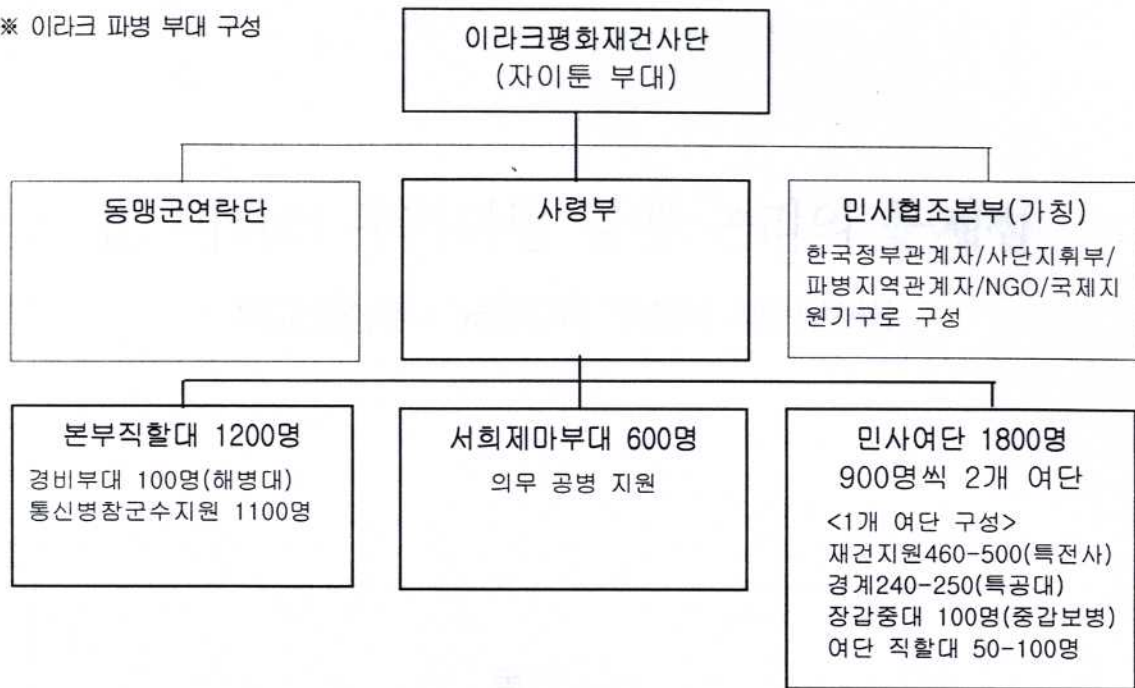 ※ 이라크 파병 부대 구성
이라크평화재건사단
(자이툰 부대)
동맹군연락단
사령부
민사협조본부(가칭)
한국정부관계자/사단지휘부/
파병지역관계자/NGO/국제지
원기구로 구성
본부직할대 1200명
경비부대 100명(해병대)
통신병참군수지원 1100명
서희제마부대 600명
의무 공병 지원
민사여단 1800명
900명씩 2개 여단
<1개 여단 구성>
재건지원460-500(특전사)
경계240-250(특공대)
장갑중대 100명(중갑보병)
여단 직할대 50-100명